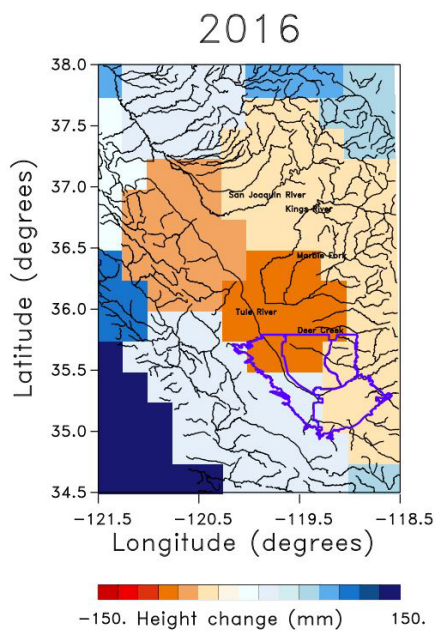 2016
38.0
37.5
37.0
36.5
36.0
35.5
35.0
34.5
Latitude (degrees)
San Joaquin River
Kings River
Marble Fork
Tule River
Deer Creek
−121.5 −120.5 −119.5 −118.5
Longitude (degrees)
−150. Height change (mm) 150.